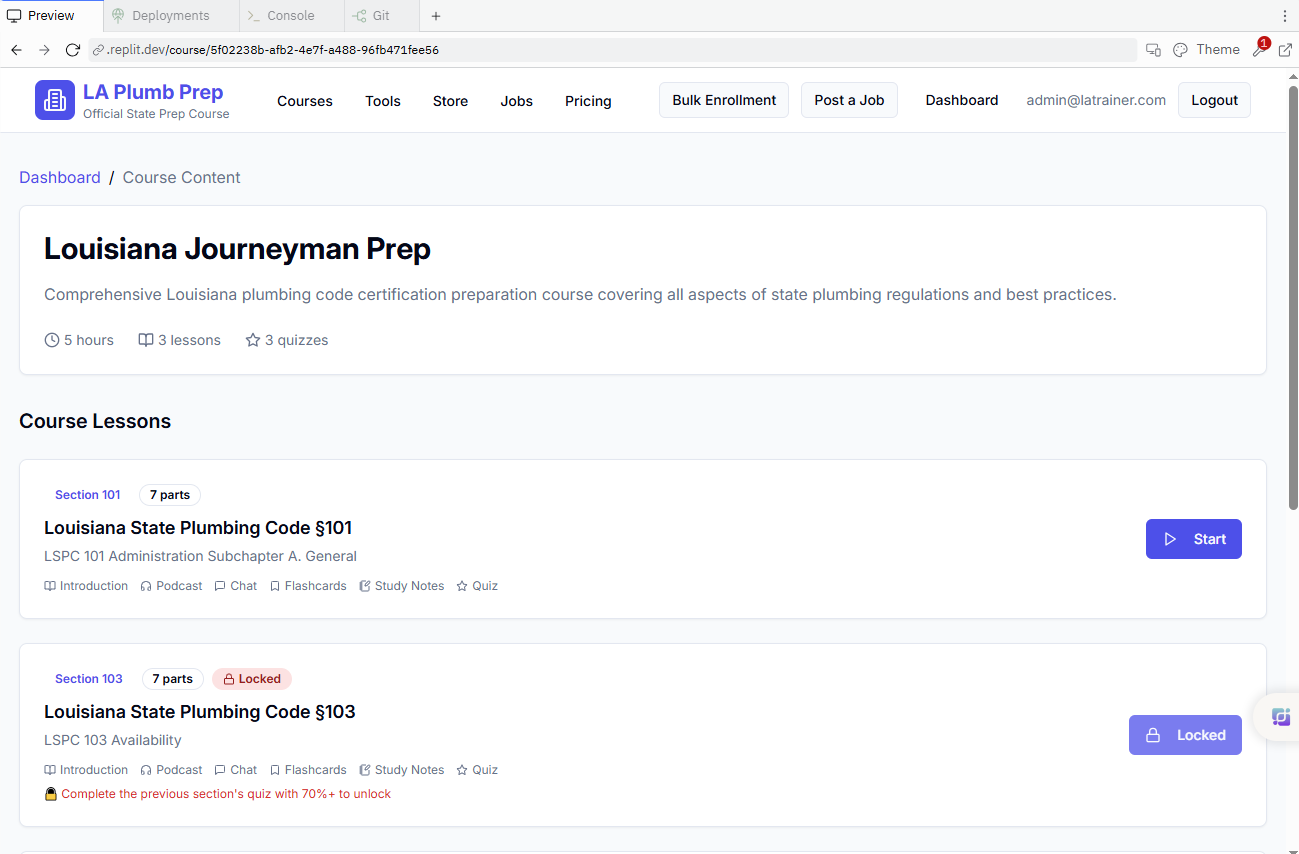 Preview Deployments Console Git
.replit.dev/course/5f02238b-afb2-4e7f-a488-96fb471fee56 Theme 1
LA Plumb Prep
Official State Prep Course
Courses Tools Store Jobs Pricing Bulk Enrollment Post a Job Dashboard admin@latrainer.com Logout
Dashboard / Course Content
Louisiana Journeyman Prep
Comprehensive Louisiana plumbing code certification preparation course covering all aspects of state plumbing regulations and best practices.
5 hours 3 lessons 3 quizzes
Course Lessons
Section 101 7 parts
Louisiana State Plumbing Code §101
LSPC 101 Administration Subchapter A. General
Introduction Podcast Chat Flashcards Study Notes Quiz
Start
Section 103 7 parts Locked
Louisiana State Plumbing Code §103
LSPC 103 Availability
Introduction Podcast Chat Flashcards Study Notes Quiz
Complete the previous section's quiz with 70%+ to unlock
Locked